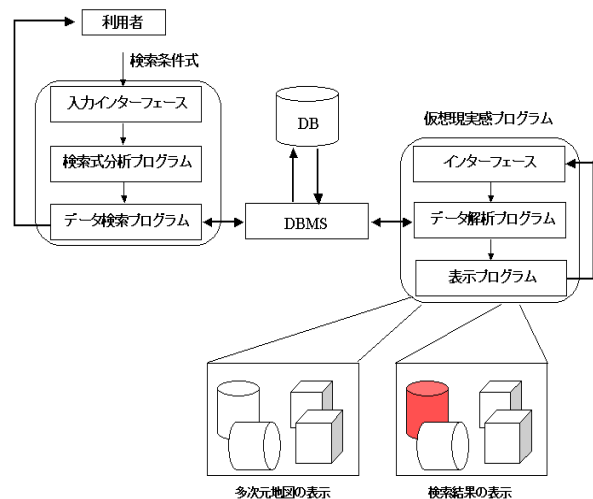 利用者
検索条件式
入力インターフェース
検索式分析プログラム
データ検索プログラム
DB
DBMS
仮想現実感プログラム
インターフェース
データ解析プログラム
表示プログラム
多次元地図の表示
検索結果の表示